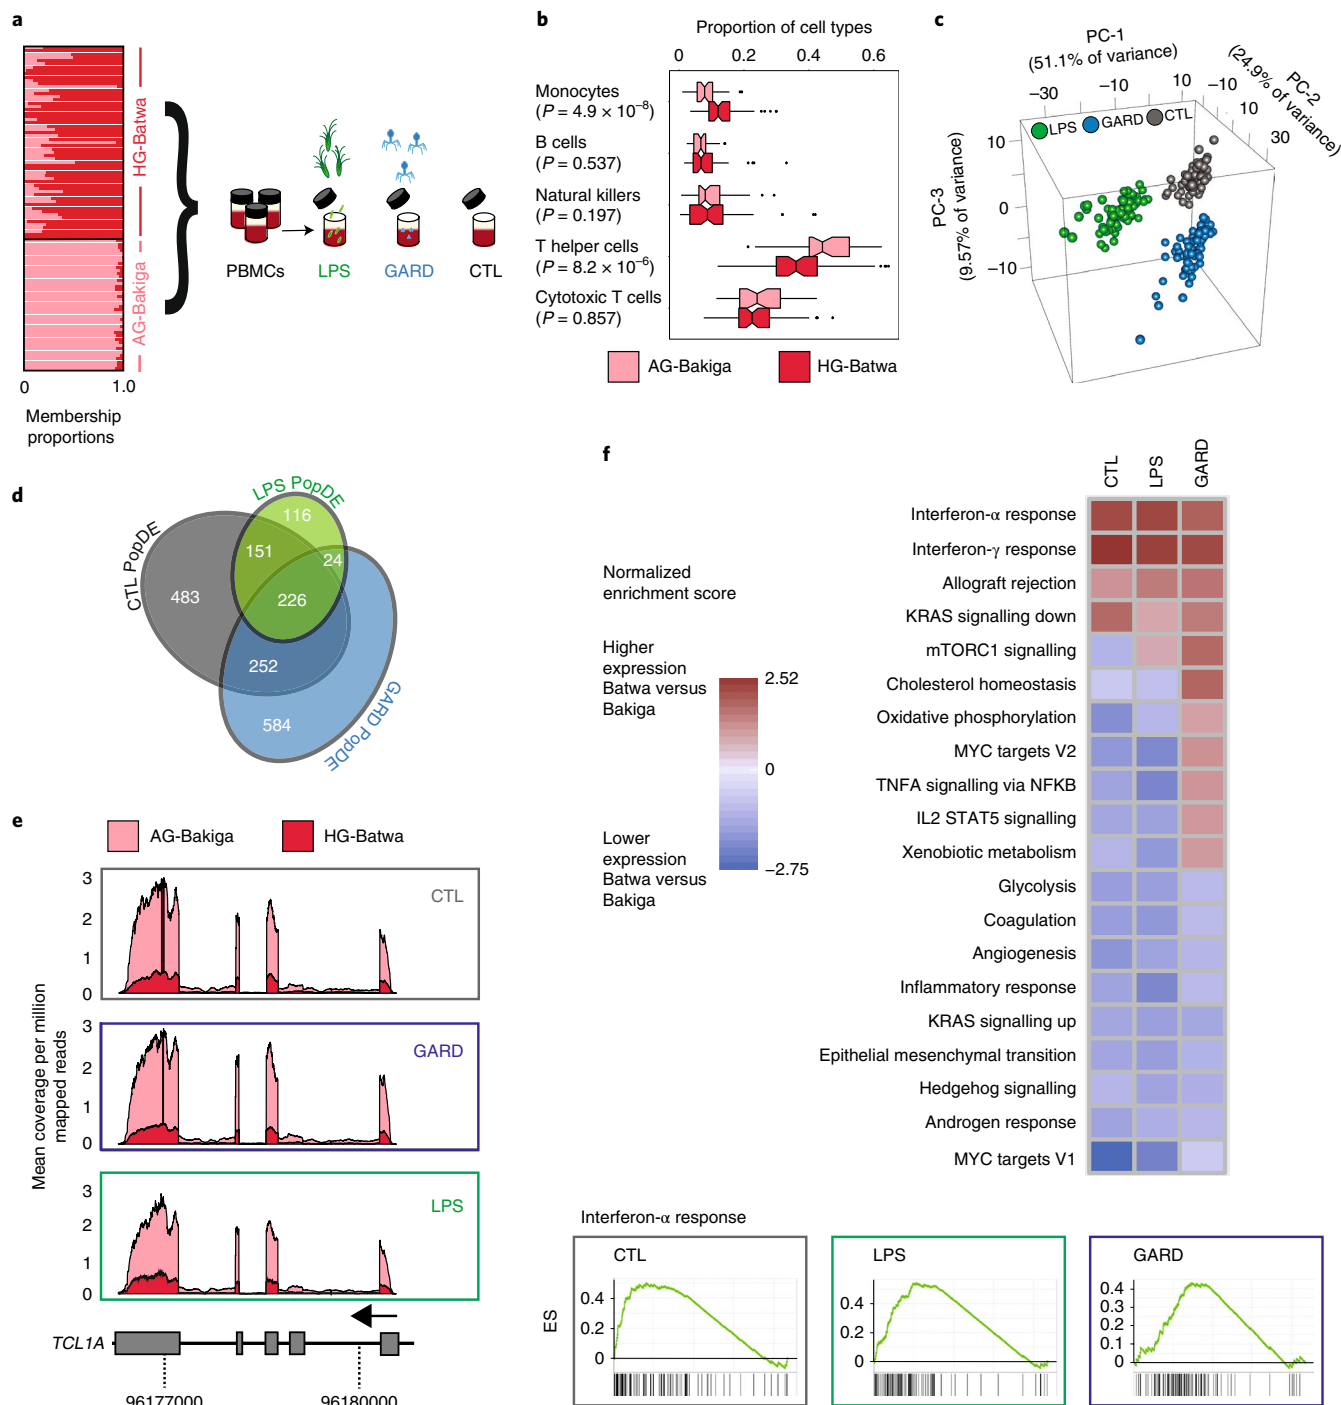 a
HG-Batwa
AG-Bakiga
0 1.0
Membership
proportions
PBMCs
LPS
GARD
CTL
b
Proportion of cell types
0 0.2 0.4 0.6
Monocytes
(P = 4.9 × 10⁻⁸)
B cells
(P = 0.537)
Natural killers
(P = 0.197)
T helper cells
(P = 8.2 × 10⁻⁶)
Cytotoxic T cells
(P = 0.857)
AG-Bakiga
HG-Batwa
c
PC-1
(51.1% of variance)
−30 −10 10
PC-2
(24.9% of variance)
−10 10 30
PC-3
(9.57% of variance)
10
0
−10
LPS GARD CTL
d
LPS PopDE
CTL PopDE
GARD PopDE
116
151
24
483
226
252
584
e
AG-Bakiga
HG-Batwa
Mean coverage per million
mapped reads
3
2
1
0
CTL
3
2
1
0
GARD
3
2
1
0
LPS
TCL1A
96177000 96180000
f
CTL
LPS
GARD
Normalized
enrichment score
Higher
expression
Batwa versus
Bakiga
2.52
0
Lower
expression
Batwa versus
Bakiga
−2.75
Interferon-α response
Interferon-γ response
Allograft rejection
KRAS signalling down
mTORC1 signalling
Cholesterol homeostasis
Oxidative phosphorylation
MYC targets V2
TNFA signalling via NFKB
IL2 STAT5 signalling
Xenobiotic metabolism
Glycolysis
Coagulation
Angiogenesis
Inflammatory response
KRAS signalling up
Epithelial mesenchymal transition
Hedgehog signalling
Androgen response
MYC targets V1
Interferon-α response
ES
CTL
0.4
0.2
0
LPS
0.4
0.2
0
GARD
0.4
0.3
0.2
0.1
0